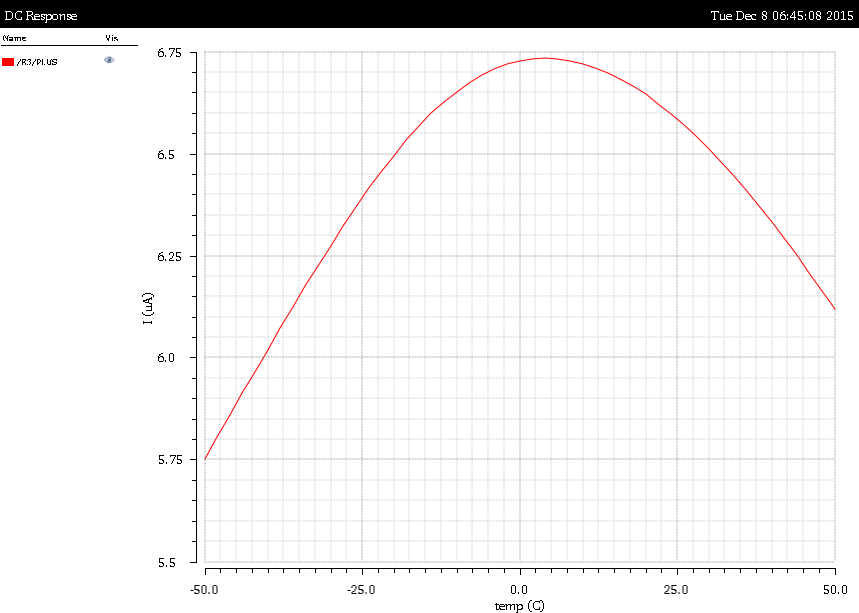 DC Response
Tue Dec 8 06:45:08 2015
Name Vis
/R3/PLUS
6.75
6.5
6.25
6.0
5.75
5.5
I (uA)
-50.0 -25.0 0.0 25.0 50.0
temp (C)